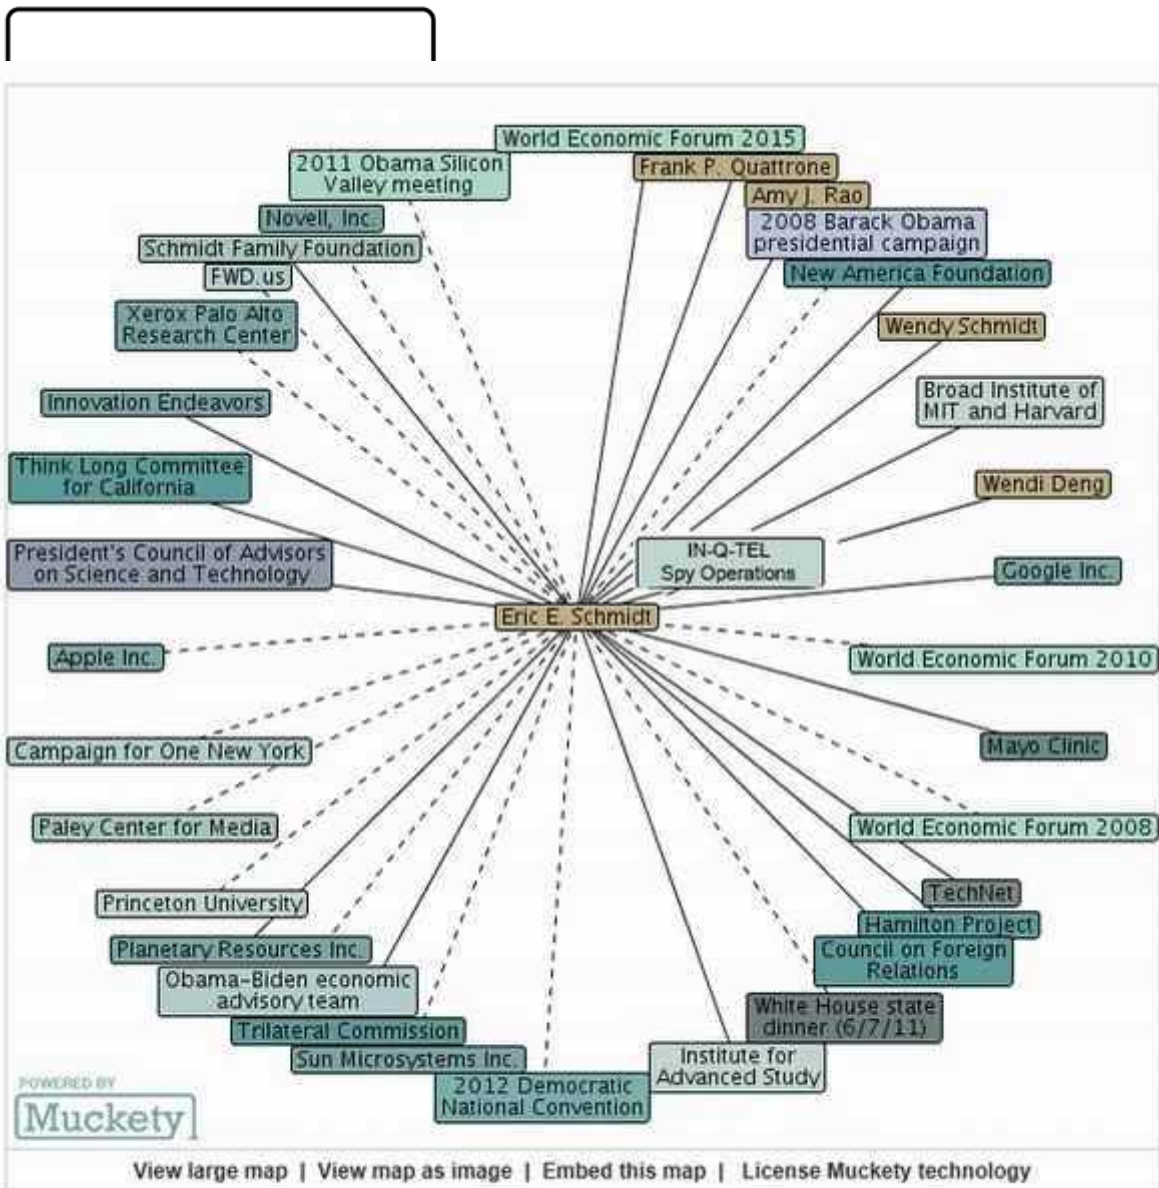 World Economic Forum 2015
Frank P. Quattrone
2011 Obama Silicon
Valley meeting
Amy J. Rao
Novell, Inc.
2008 Barack Obama
presidential campaign
Schmidt Family Foundation
FWD.us
New America Foundation
Xerox Palo Alto
Research Center
Wendy Schmidt
Innovation Endeavors
Broad Institute of
MIT and Harvard
Think Long Committee
for California
Wendi Deng
President's Council of Advisors
on Science and Technology
IN-Q-TEL
Spy Operations
Google Inc.
Eric E. Schmidt
Apple Inc.
World Economic Forum 2010
Campaign for One New York
Mayo Clinic
Paley Center for Media
World Economic Forum 2008
Princeton University
TechNet
Hamilton Project
Planetary Resources Inc.
Council on Foreign
Relations
Obama-Biden economic
advisory team
White House state
dinner (6/7/11)
Trilateral Commission
Sun Microsystems Inc.
Institute for
Advanced Study
2012 Democratic
National Convention
POWERED BY
Muckety
View large map | View map as image | Embed this map | License Muckety technology